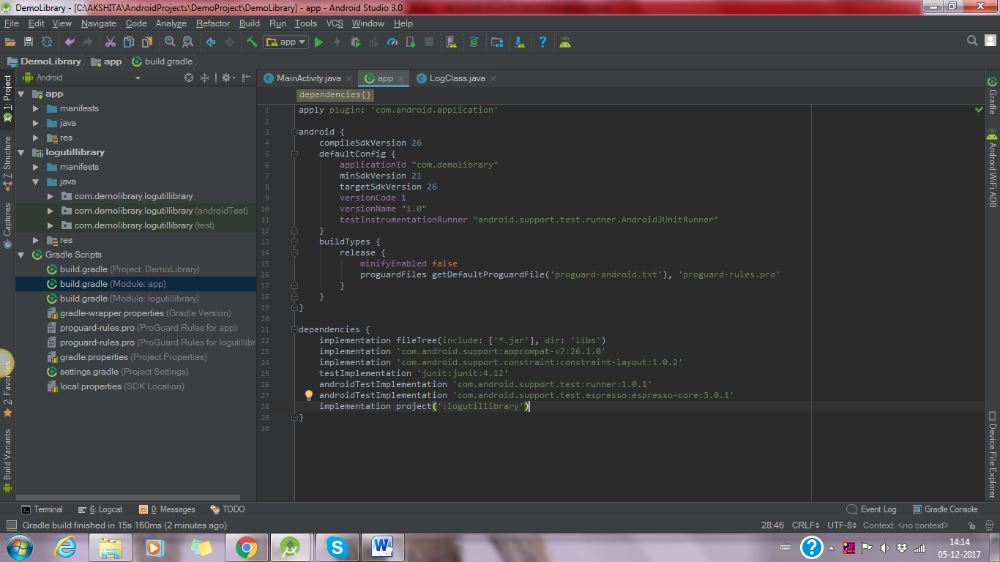 DemoLibrary - [C:\AKSHITA\AndroidProjects\DemoProject\DemoLibrary] - app - Android Studio 3.0
File Edit View Navigate Code Analyze Refactor Build Run Tools VCS Window Help
app
DemoLibrary app build.gradle
Android
MainActivity.java app LogClass.java
1: Project
7: Structure
Captures
2: Favorites
Build Variants
app
manifests
java
res
logutillibrary
manifests
java
com.demolibrary.logutillibrary
com.demolibrary.logutillibrary (androidTest)
com.demolibrary.logutillibrary (test)
res
Gradle Scripts
build.gradle (Project: DemoLibrary)
build.gradle (Module: app)
build.gradle (Module: logutillibrary)
gradle-wrapper.properties (Gradle Version)
proguard-rules.pro (ProGuard Rules for app)
proguard-rules.pro (ProGuard Rules for logutillibr
gradle.properties (Project Properties)
settings.gradle (Project Settings)
local.properties (SDK Location)
dependencies{}
1 apply plugin: 'com.android.application'
2
3 android {
4 compileSdkVersion 26
5 defaultConfig {
6 applicationId "com.demolibrary"
7 minSdkVersion 21
8 targetSdkVersion 26
9 versionCode 1
10 versionName "1.0"
11 testInstrumentationRunner "android.support.test.runner.AndroidJUnitRunner"
12 }
13 buildTypes {
14 release {
15 minifyEnabled false
16 proguardFiles getDefaultProguardFile('proguard-android.txt'), 'proguard-rules.pro'
17 }
18 }
19 }
20
21 dependencies {
22 implementation fileTree(include: ['*.jar'], dir: 'libs')
23 implementation 'com.android.support:appcompat-v7:26.1.0'
24 implementation 'com.android.support.constraint:constraint-layout:1.0.2'
25 testImplementation 'junit:junit:4.12'
26 androidTestImplementation 'com.android.support.test:runner:1.0.1'
27 androidTestImplementation 'com.android.support.test.espresso:espresso-core:3.0.1'
28 implementation project(':logutillibrary')
29 }
30
Gradle
Android WiFi ADB
Device File Explorer
Terminal 6: Logcat 0: Messages TODO Event Log Gradle Console
Gradle build finished in 15s 160ms (2 minutes ago) 28:46 CRLF UTF-8 Context: <no context>
14:14
05-12-2017